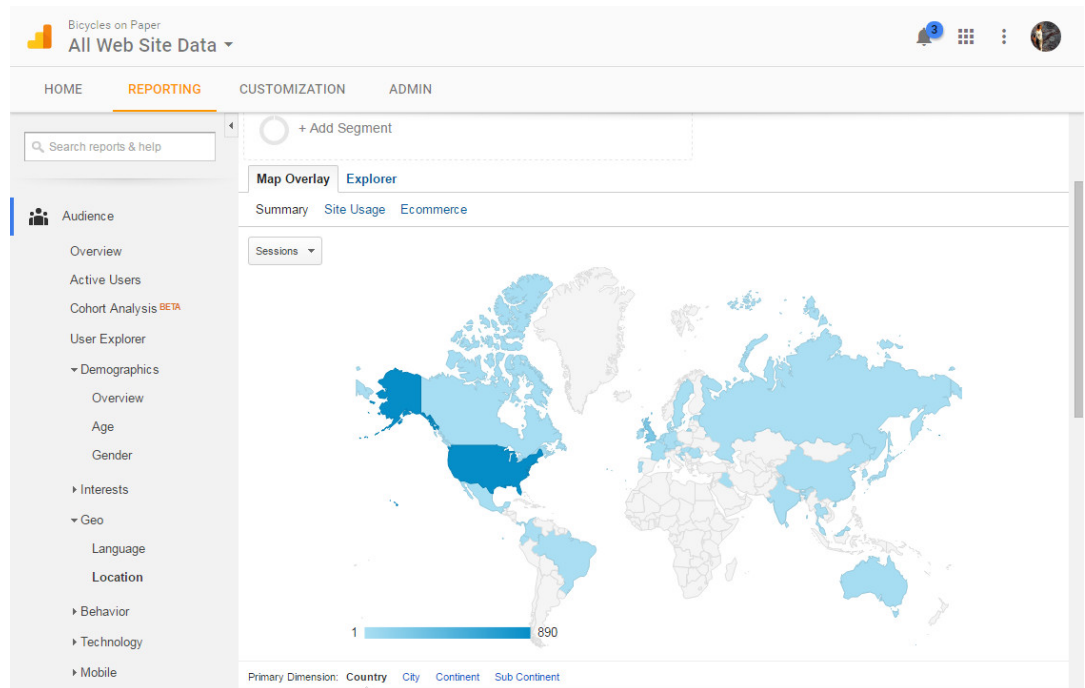 Bicycles on Paper
All Web Site Data
3
HOME REPORTING CUSTOMIZATION ADMIN
+ Add Segment
Search reports & help
Map Overlay Explorer
Summary Site Usage Ecommerce
Audience
Sessions
Overview
Active Users
Cohort Analysis BETA
User Explorer
Demographics
Overview
Age
Gender
Interests
Geo
Language
Location
Behavior
Technology
Mobile
1 890
Primary Dimension: Country City Continent Sub Continent